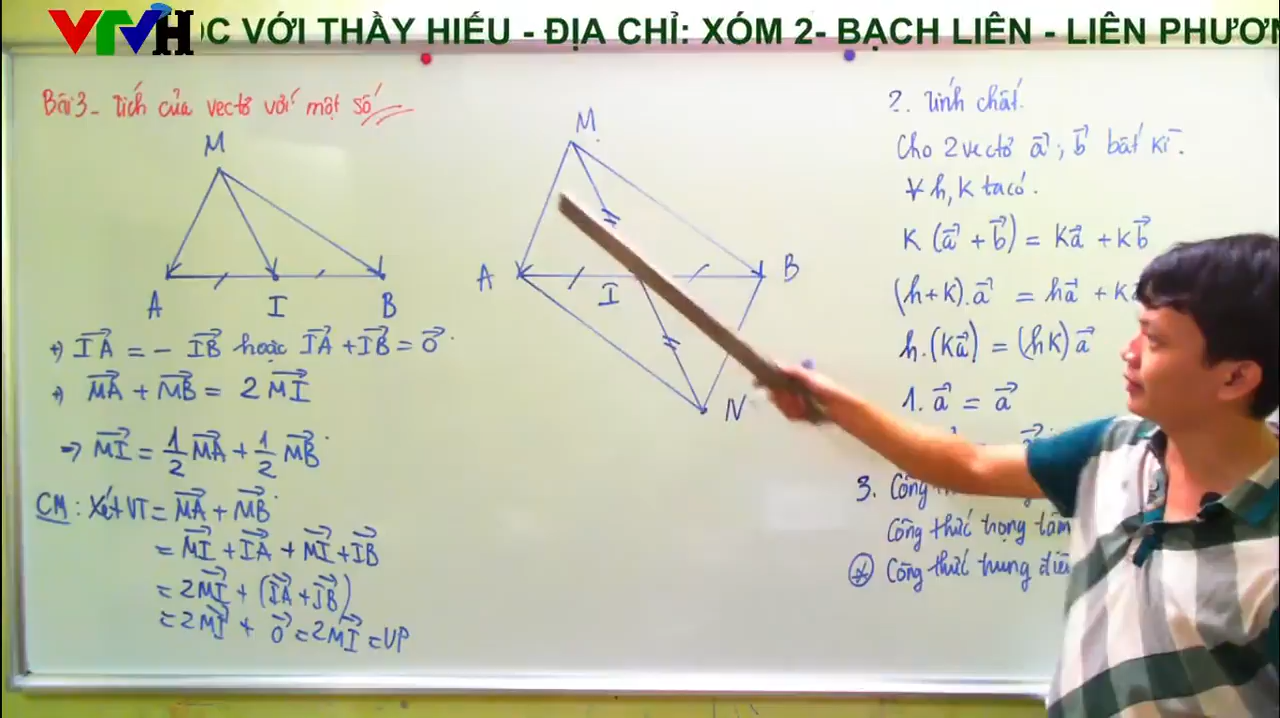 VTVH
ỌC VỚI THẦY HIẾU - ĐỊA CHỈ: XÓM 2- BẠCH LIÊN - LIÊN PHƯƠN
Bài 3 - Tích của vectơ với một số
M
A I B
+) IA⃗ = - IB⃗ hoặc IA⃗ + IB⃗ = 0⃗.
+) MA⃗ + MB⃗ = 2MI⃗
=> MI⃗ = 1/2 MA⃗ + 1/2 MB⃗
CM: Xét VT = MA⃗ + MB⃗
= MI⃗ + IA⃗ + MI⃗ + IB⃗
= 2MI⃗ + (IA⃗ + IB⃗)
= 2MI⃗ + 0⃗ = 2MI⃗ = VP
M
A I B
N
2. Tính chất.
Cho 2 vectơ a⃗; b⃗ bất kì.
∀ h, k ta có.
k(a⃗ + b⃗) = ka⃗ + kb⃗
(h+k).a⃗ = ha⃗ + k
h.(ka⃗) = (hk)a⃗
1.a⃗ = a⃗
3. Công
Công thức trọng tâm
Công thức trung điể